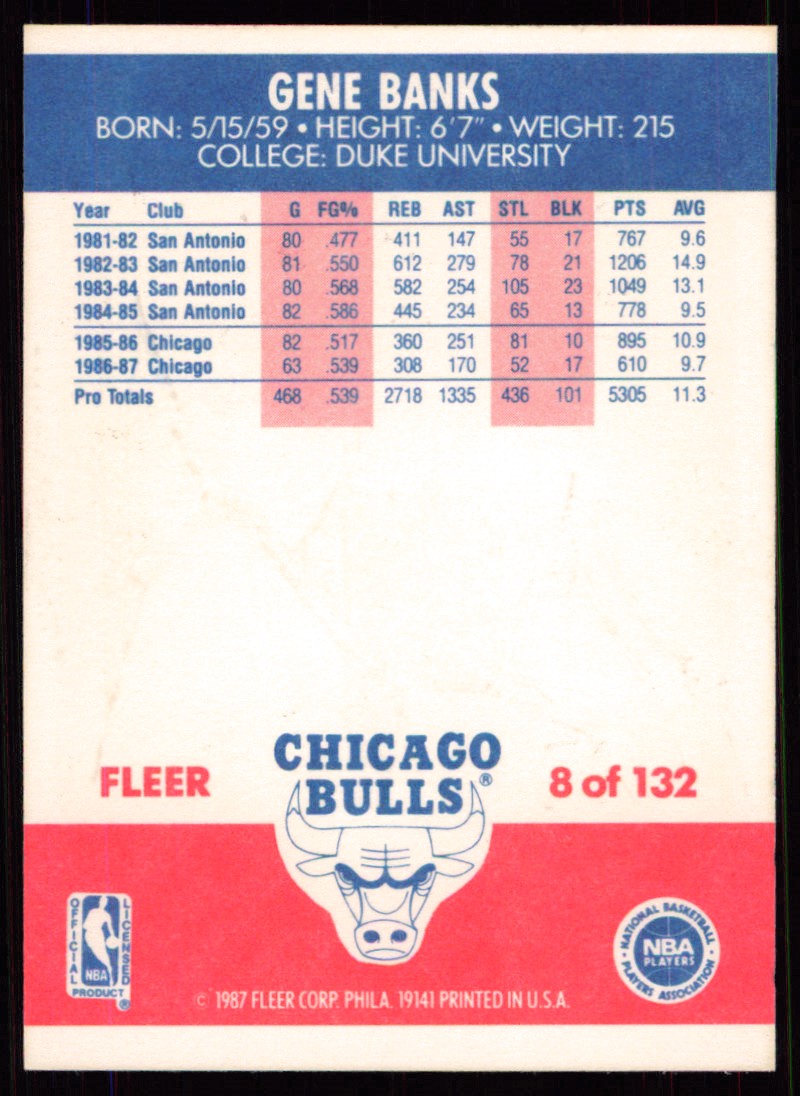 GENE BANKS
BORN: 5/15/59 • HEIGHT: 6'7" • WEIGHT: 215
COLLEGE: DUKE UNIVERSITY
Year Club G FG% REB AST STL BLK PTS AVG
1981-82 San Antonio 80 .477 411 147 55 17 767 9.6
1982-83 San Antonio 81 .550 612 279 78 21 1206 14.9
1983-84 San Antonio 80 .568 582 254 105 23 1049 13.1
1984-85 San Antonio 82 .586 445 234 65 13 778 9.5
1985-86 Chicago 82 .517 360 251 81 10 895 10.9
1986-87 Chicago 63 .539 308 170 52 17 610 9.7
Pro Totals 468 .539 2718 1335 436 101 5305 11.3
CHICAGO
BULLS®
FLEER
8 of 132
OFFICIAL
LICENSED
NBA
PRODUCT
®
NATIONAL BASKETBALL
NBA
PLAYERS
PLAYERS ASSOCIATION
© 1987 FLEER CORP. PHILA. 19141 PRINTED IN U.S.A.